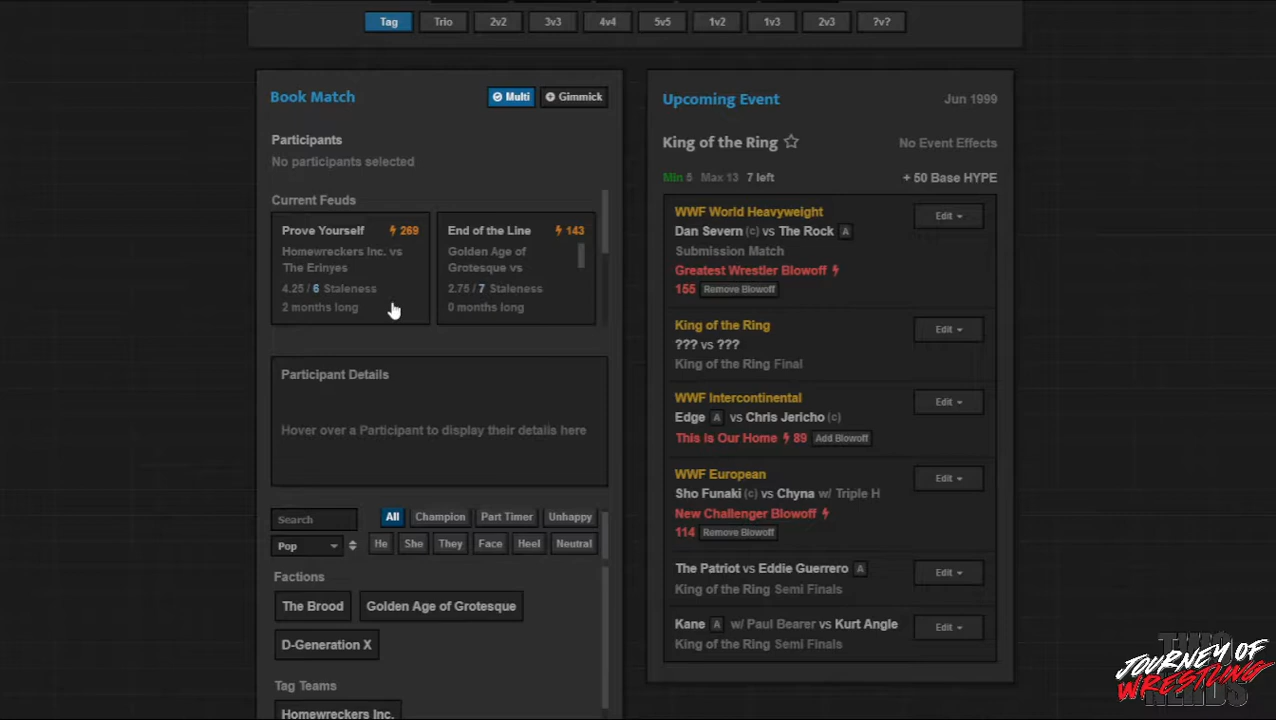 Tag
Trio
2v2
3v3
4v4
5v5
1v2
1v3
2v3
?v?
Book Match
Multi
Gimmick
Participants
No participants selected
Current Feuds
Prove Yourself
269
Homewreckers Inc. vs
The Erinyes
4.25 / 6 Staleness
2 months long
End of the Line
143
Golden Age of
Grotesque vs
2.75 / 7 Staleness
0 months long
Participant Details
Hover over a Participant to display their details here
Search
All
Champion
Part Timer
Unhappy
Pop
He
She
They
Face
Heel
Neutral
Factions
The Brood
Golden Age of Grotesque
D-Generation X
Tag Teams
Homewreckers Inc.
Upcoming Event
Jun 1999
King of the Ring
No Event Effects
Min 5 Max 13 7 left
+ 50 Base HYPE
WWF World Heavyweight
Edit
Dan Severn (c) vs The Rock A
Submission Match
Greatest Wrestler Blowoff
155 Remove Blowoff
King of the Ring
Edit
??? vs ???
King of the Ring Final
WWF Intercontinental
Edit
Edge A vs Chris Jericho (c)
This Is Our Home 89 Add Blowoff
WWF European
Edit
Sho Funaki (c) vs Chyna w/ Triple H
New Challenger Blowoff
114 Remove Blowoff
The Patriot vs Eddie Guerrero A
Edit
King of the Ring Semi Finals
Kane A w/ Paul Bearer vs Kurt Angle
Edit
King of the Ring Semi Finals
JOURNEY OF
WRESTLING
NERDS